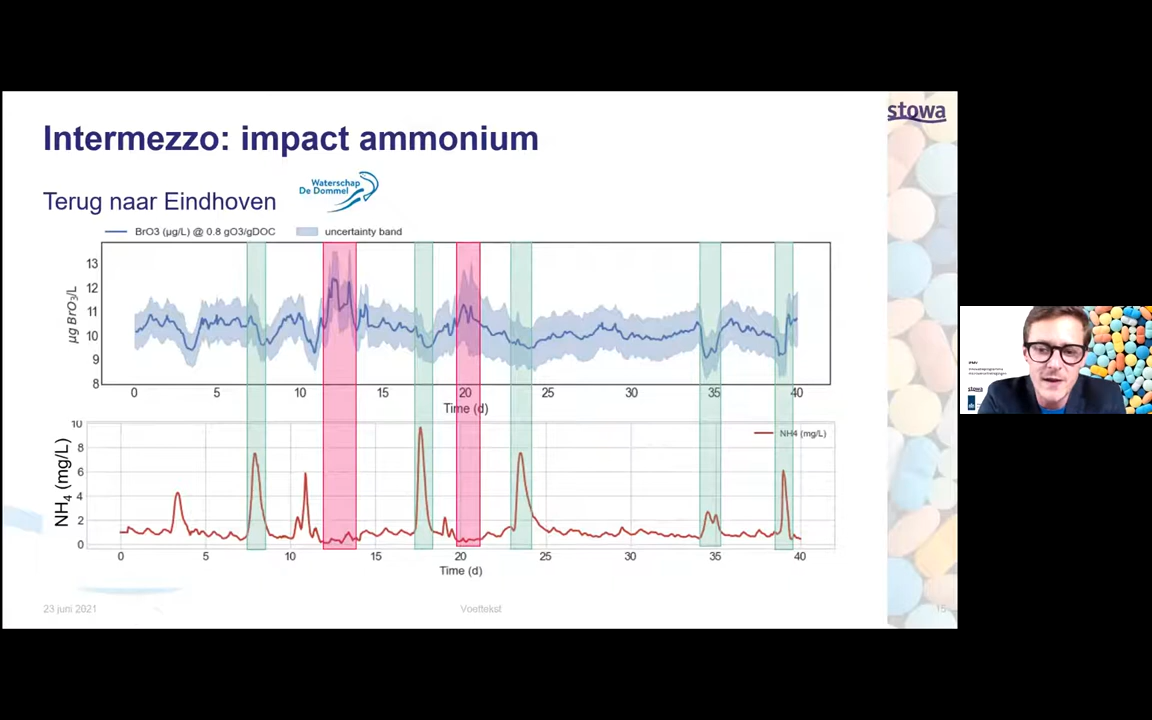 stowa
Intermezzo: impact ammonium
Terug naar Eindhoven
Waterschap
De Dommel
BrO3 (µg/L) @ 0.8 gO3/gDOC
uncertainty band
µg BrO3/L
13
12
11
10
9
8
0 5 10 15 20 25 30 35 40
Time (d)
NH4 (mg/L)
10
8
6
4
2
0
NH4 (mg/L)
0 5 10 15 20 25 30 35 40
Time (d)
23 juni 2021
Voettekst
15
stowa